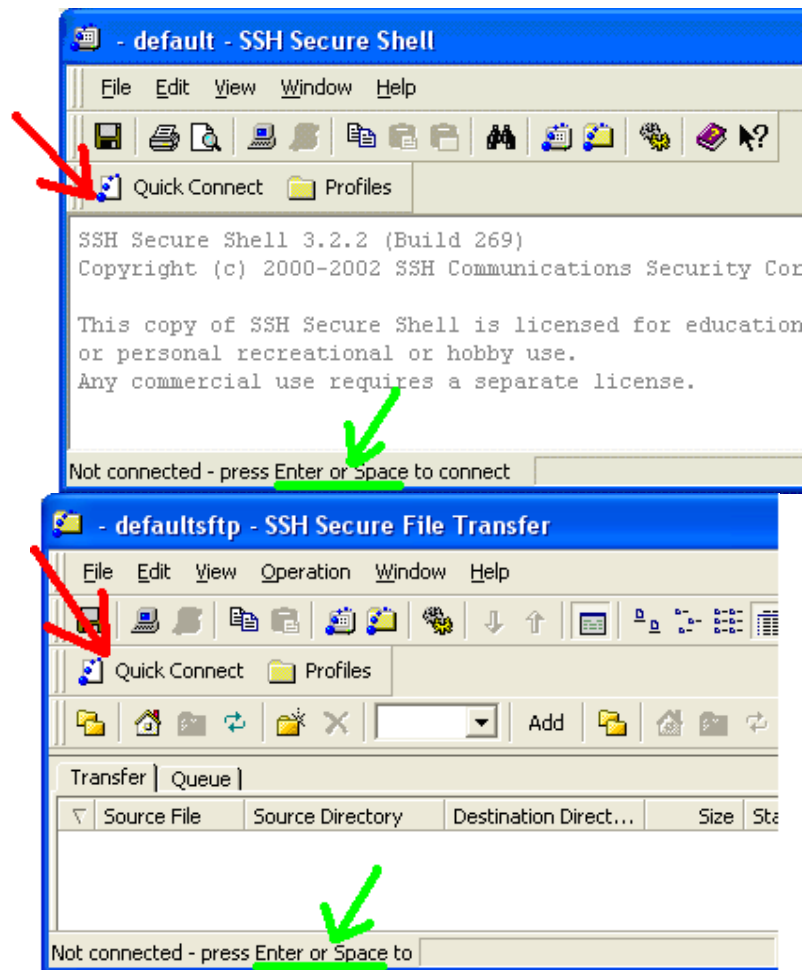 - default - SSH Secure Shell
File Edit View Window Help
Quick Connect Profiles
SSH Secure Shell 3.2.2 (Build 269)
Copyright (c) 2000-2002 SSH Communications Security Cor
This copy of SSH Secure Shell is licensed for education
or personal recreational or hobby use.
Any commercial use requires a separate license.
Not connected - press Enter or Space to connect
- defaultsftp - SSH Secure File Transfer
File Edit View Operation Window Help
Quick Connect Profiles
Add
Transfer Queue
Source File Source Directory Destination Direct... Size Sta
Not connected - press Enter or Space to